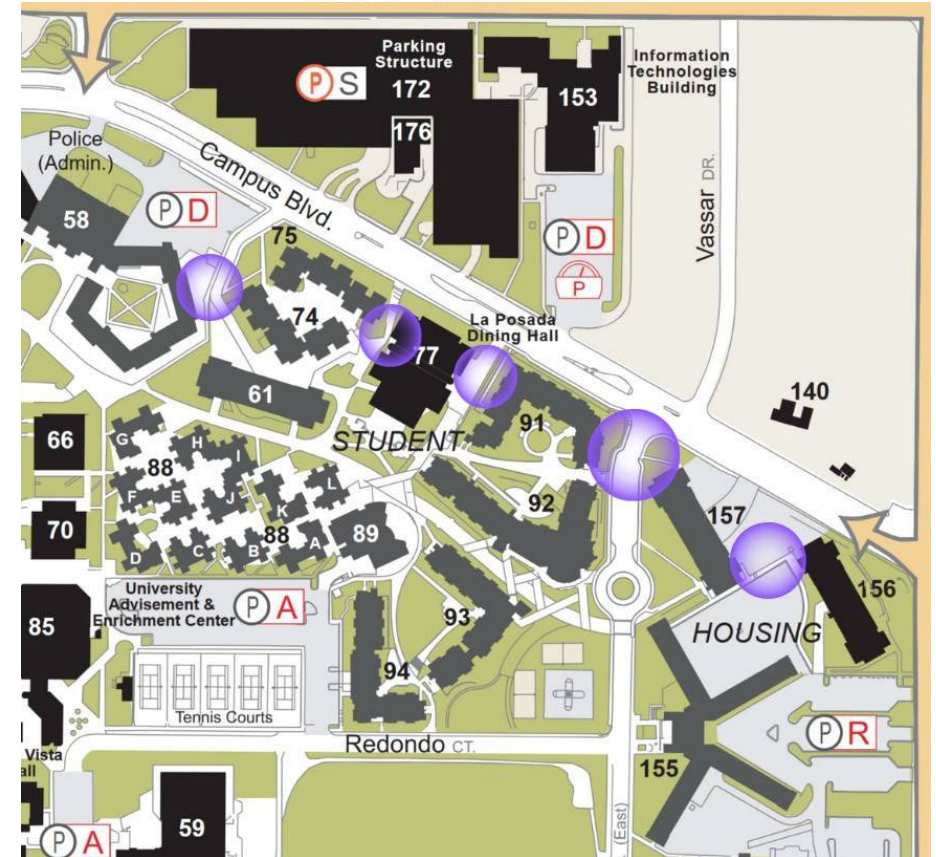 Parking
Structure
172
P S
176
153
Information
Technologies
Building
Police
(Admin.)
Campus Blvd.
Vassar DR.
58
P D
75
P D
P
74
La Posada
Dining Hall
77
61
140
91
STUDENT
66
G
H
I
88
F
E
J
L
K
92
157
70
D
C
B
A
88
89
156
University
Advisement &
Enrichment Center
P A
85
93
HOUSING
94
Tennis Courts
P R
Redondo CT.
Vista
all
155
59
(East)
P A